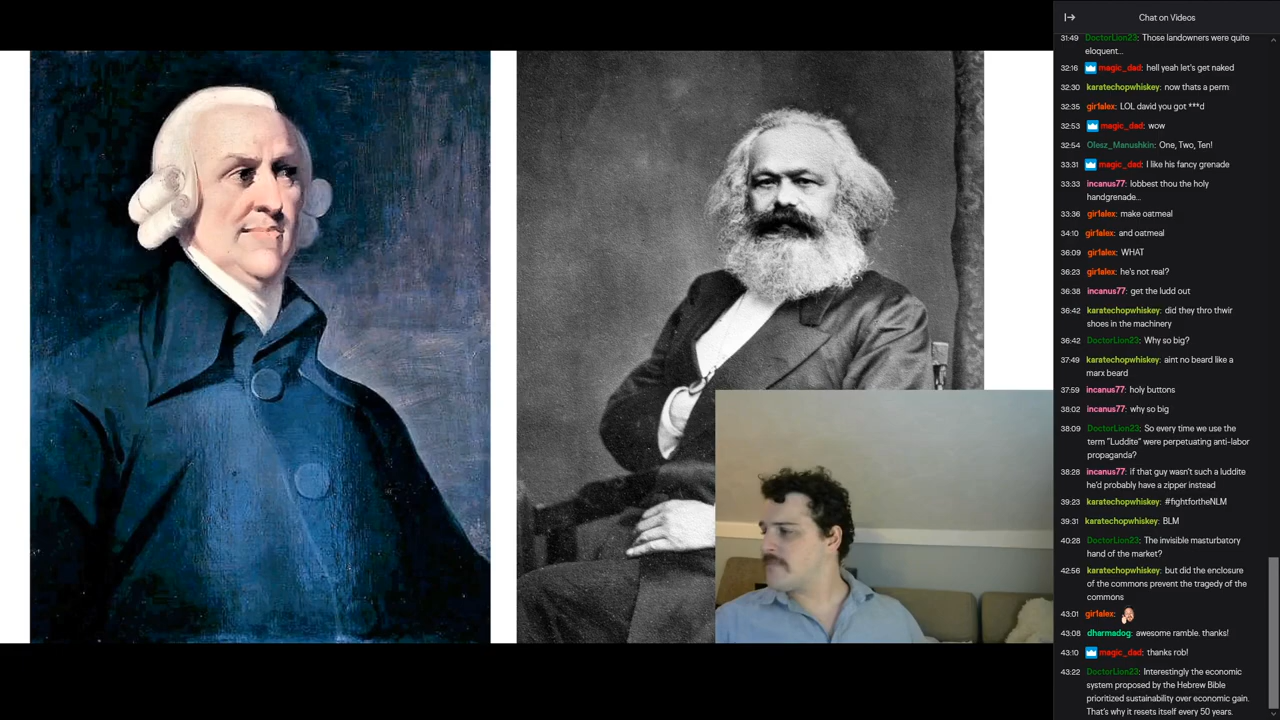 Chat on Videos
31:49 DoctorLion23: Those landowners were quite
eloquent...
32:16 magic_dad: hell yeah let's get naked
32:30 karatechopwhiskey: now thats a perm
32:35 gir1alex: LOL david you got ***d
32:53 magic_dad: wow
32:54 Olesz_Manushkin: One, Two, Ten!
33:31 magic_dad: I like his fancy grenade
33:33 incanus77: lobbest thou the holy
handgrenade...
33:36 gir1alex: make oatmeal
34:10 gir1alex: and oatmeal
36:09 gir1alex: WHAT
36:23 gir1alex: he's not real?
36:38 incanus77: get the ludd out
36:42 karatechopwhiskey: did they thro thwir
shoes in the machinery
36:42 DoctorLion23: Why so big?
37:49 karatechopwhiskey: aint no beard like a
marx beard
37:59 incanus77: holy buttons
38:02 incanus77: why so big
38:09 DoctorLion23: So every time we use the
term "Luddite" were perpetuating anti-labor
propaganda?
38:28 incanus77: if that guy wasn't such a luddite
he'd probably have a zipper instead
39:23 karatechopwhiskey: #fightfortheNLM
39:31 karatechopwhiskey: BLM
40:28 DoctorLion23: The invisible masturbatory
hand of the market?
42:56 karatechopwhiskey: but did the enclosure
of the commons prevent the tragedy of the
commons
43:01 gir1alex:
43:08 dharmadog: awesome ramble. thanks!
43:10 magic_dad: thanks rob!
43:22 DoctorLion23: Interestingly the economic
system proposed by the Hebrew Bible
prioritized sustainability over economic gain.
That's why it resets itself every 50 years.